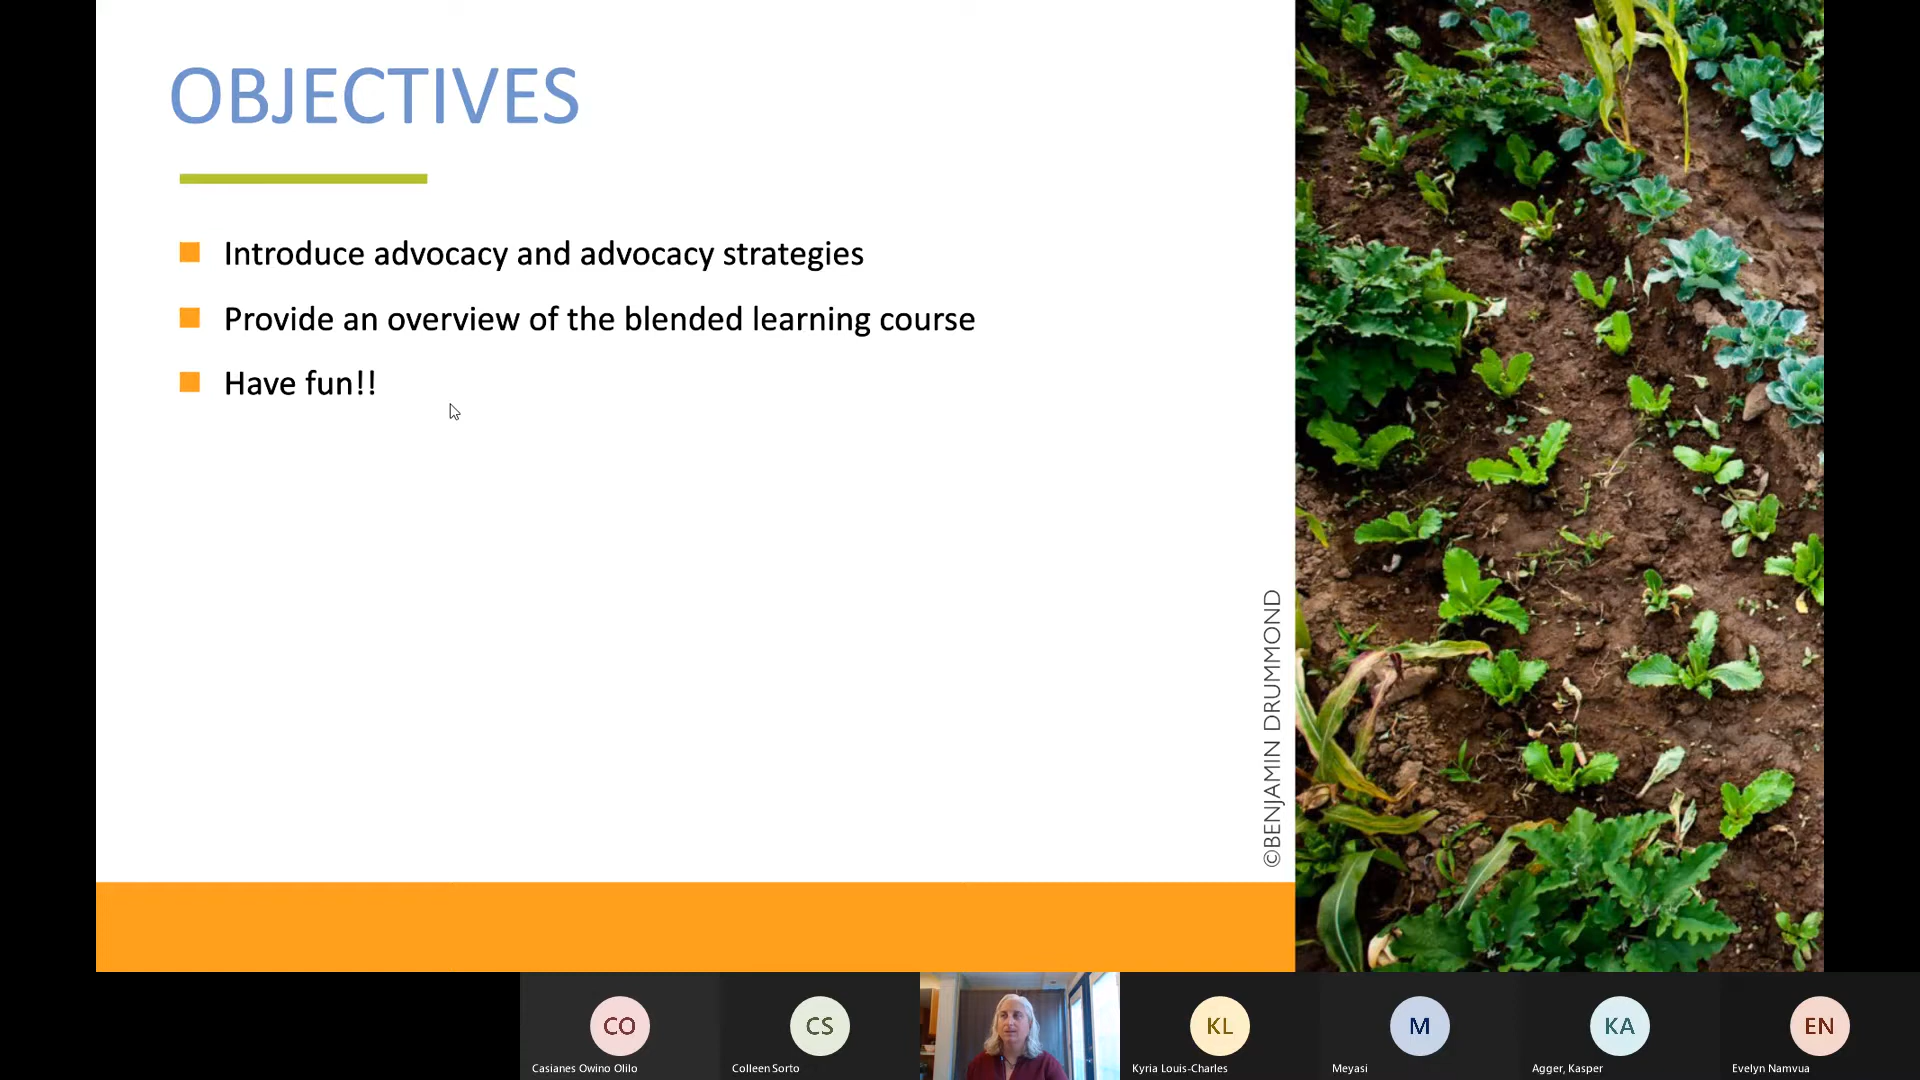 OBJECTIVES
Introduce advocacy and advocacy strategies
Provide an overview of the blended learning course
Have fun!!
©BENJAMIN DRUMMOND
CO
Casianes Owino Olilo
CS
Colleen Sorto
KL
Kyria Louis-Charles
M
Meyasi
KA
Agger, Kasper
EN
Evelyn Namvua